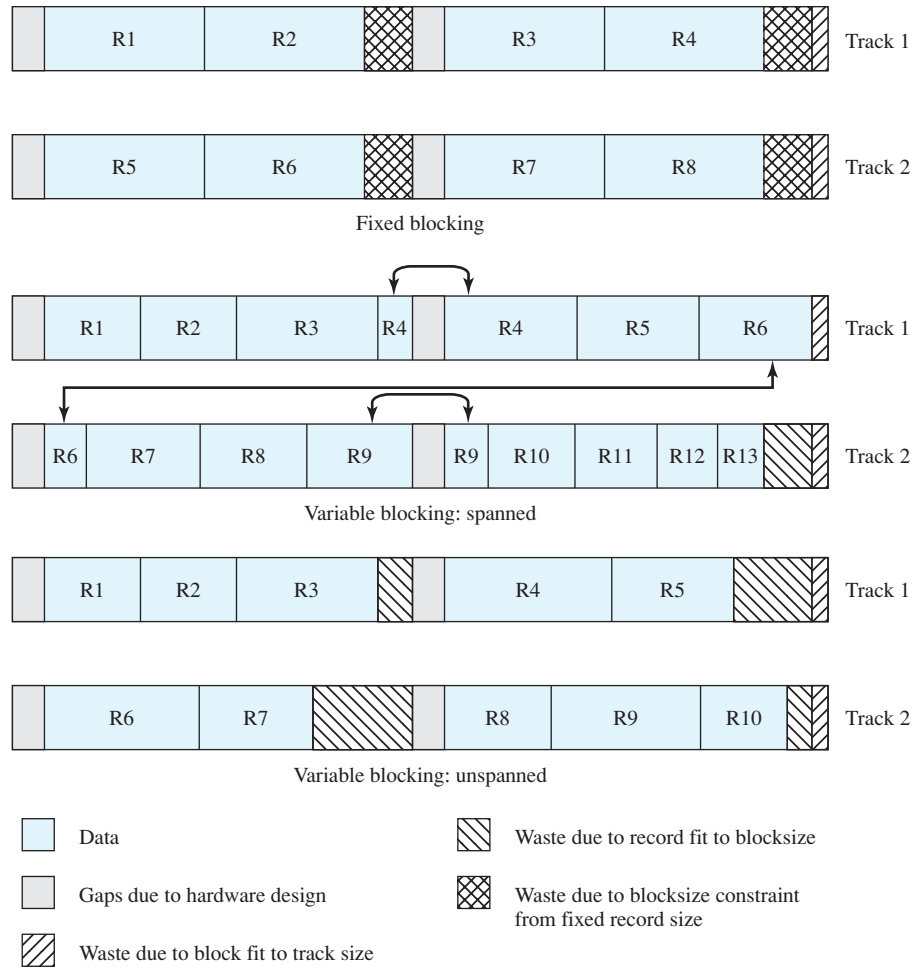 R1 R2 R3 R4 Track 1
R5 R6 R7 R8 Track 2
Fixed blocking
R1 R2 R3 R4 R4 R5 R6 Track 1
R6 R7 R8 R9 R9 R10 R11 R12 R13 Track 2
Variable blocking: spanned
R1 R2 R3 R4 R5 Track 1
R6 R7 R8 R9 R10 Track 2
Variable blocking: unspanned
Data
Gaps due to hardware design
Waste due to block fit to track size
Waste due to record fit to blocksize
Waste due to blocksize constraint
from fixed record size